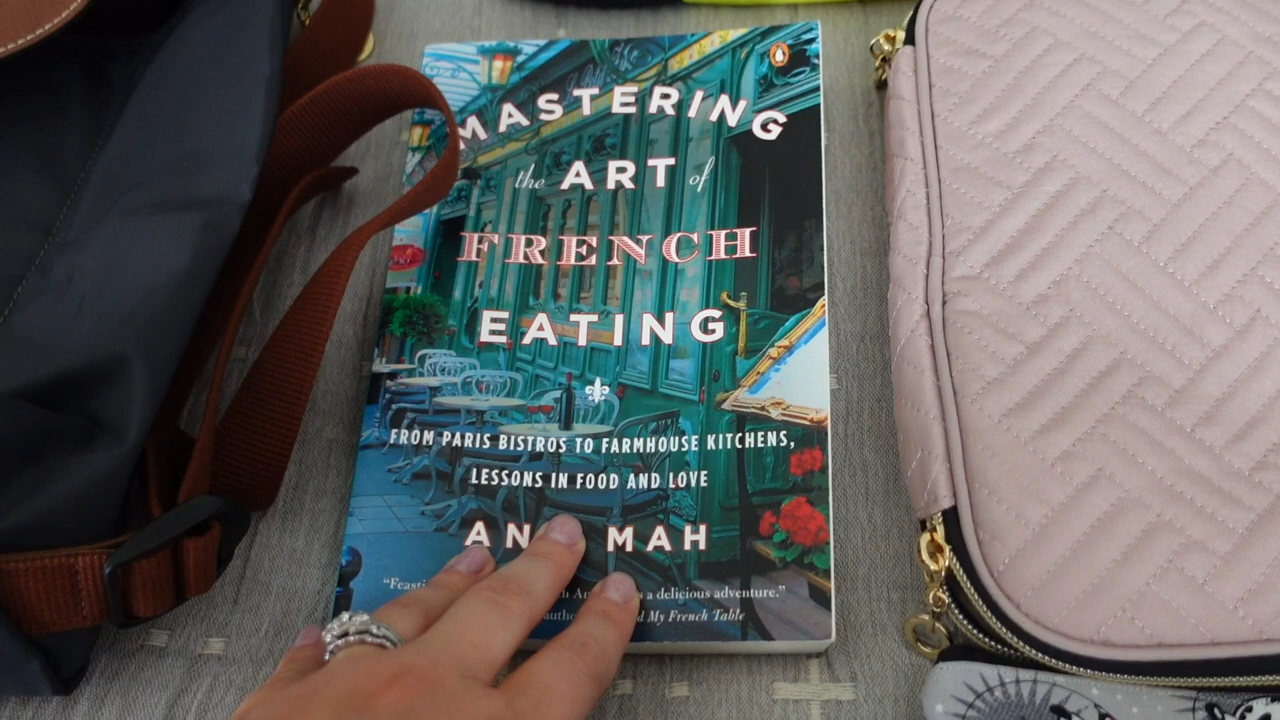 MASTERING
the ART of
FRENCH
EATING
FROM PARIS BISTROS TO FARMHOUSE KITCHENS,
LESSONS IN FOOD AND LOVE
MAH
a delicious adventure."
My French Table